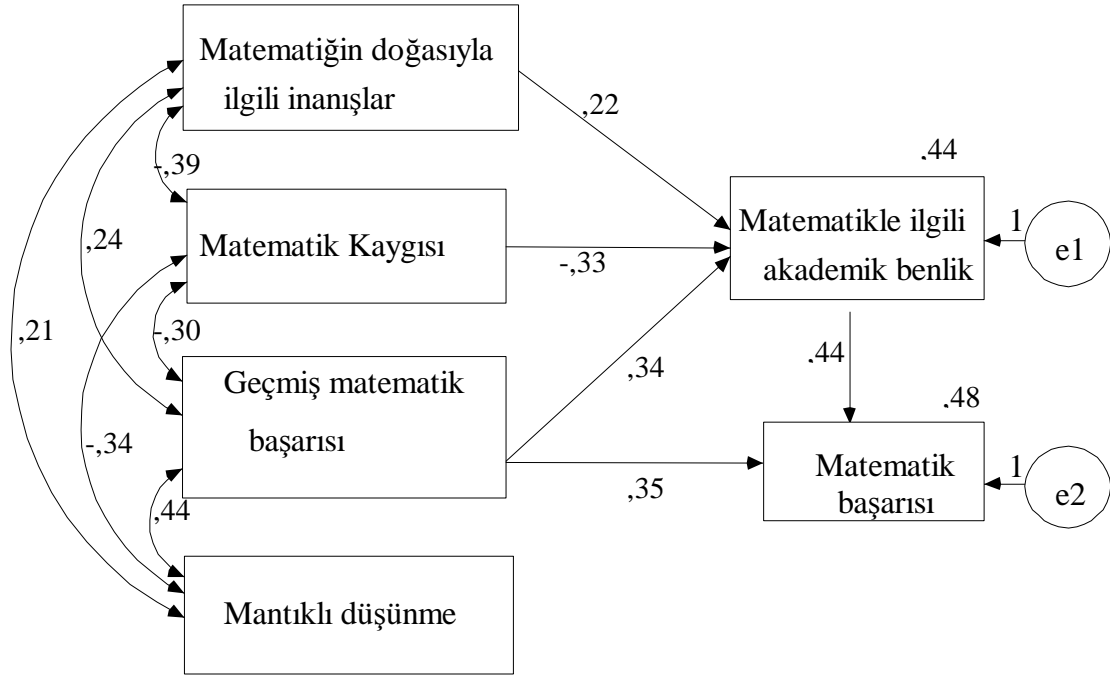 Matematiğin doğasıyla
ilgili inanışlar
,22
-,39
,44
Matematikle ilgili
akademik benlik
1
e1
Matematik Kaygısı
-,33
,24
,21
-,30
,34
,44
Geçmiş matematik
başarısı
,48
-,34
,35
Matematik
başarısı
1
e2
,44
Mantıklı düşünme